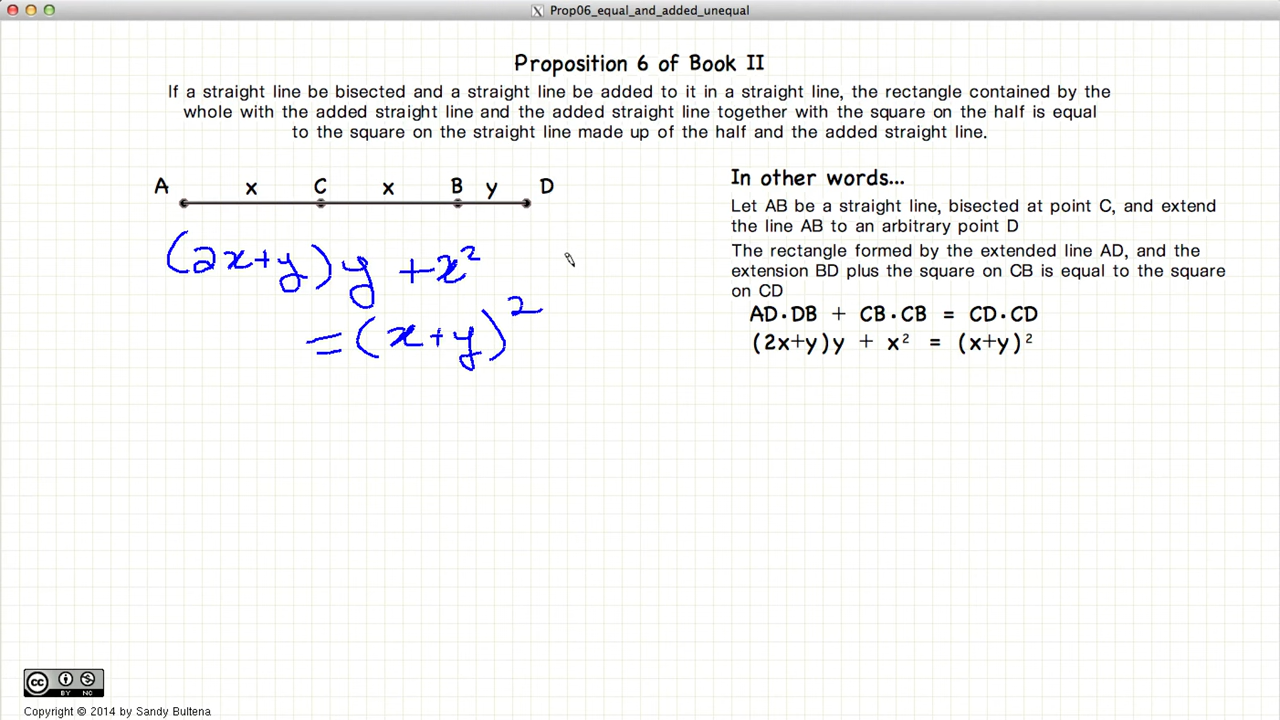 Prop06_equal_and_added_unequal
Proposition 6 of Book II
If a straight line be bisected and a straight line be added to it in a straight line, the rectangle contained by the
whole with the added straight line and the added straight line together with the square on the half is equal
to the square on the straight line made up of the half and the added straight line.
A x C x B y D
(2x+y)y +x²
=(x+y)²
In other words...
Let AB be a straight line, bisected at point C, and extend
the line AB to an arbitrary point D
The rectangle formed by the extended line AD, and the
extension BD plus the square on CB is equal to the square
on CD
AD·DB + CB·CB = CD·CD
(2x+y)y + x² = (x+y)²
cc
BY NC
Copyright © 2014 by Sandy Bultena